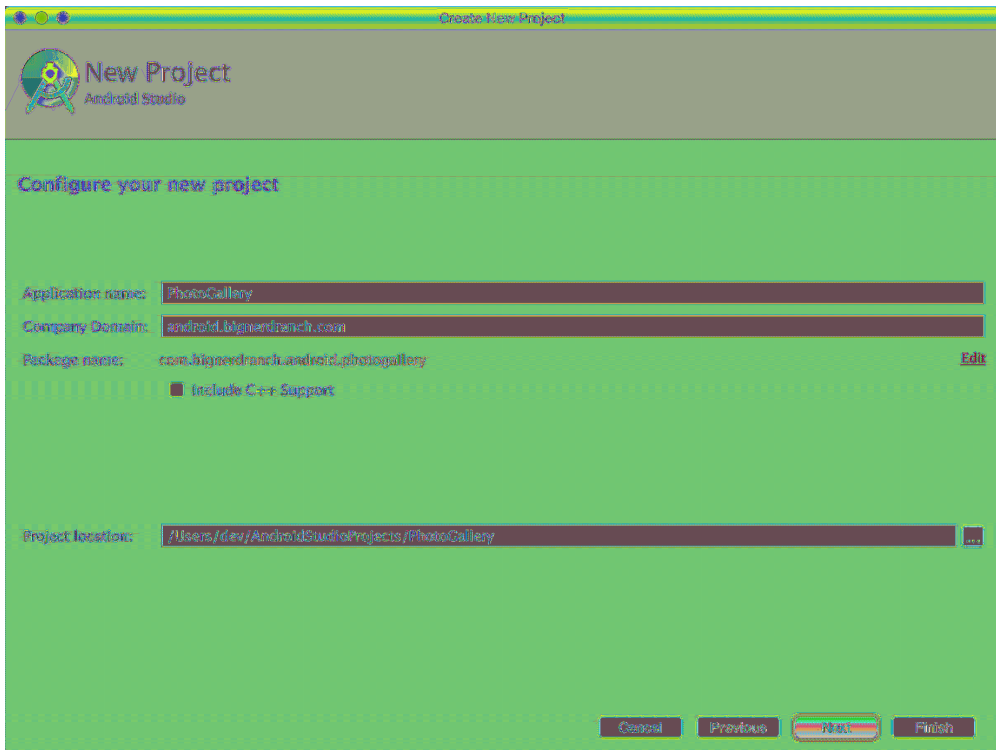 Create New Project
New Project
Android Studio
Configure your new project
Application name: PhotoGallery
Company Domain: android.bignerdranch.com
Package name: com.bignerdranch.android.photogallery Edit
Include C++ Support
Project location: /Users/dev/AndroidStudioProjects/PhotoGallery ...
Cancel Previous Next Finish